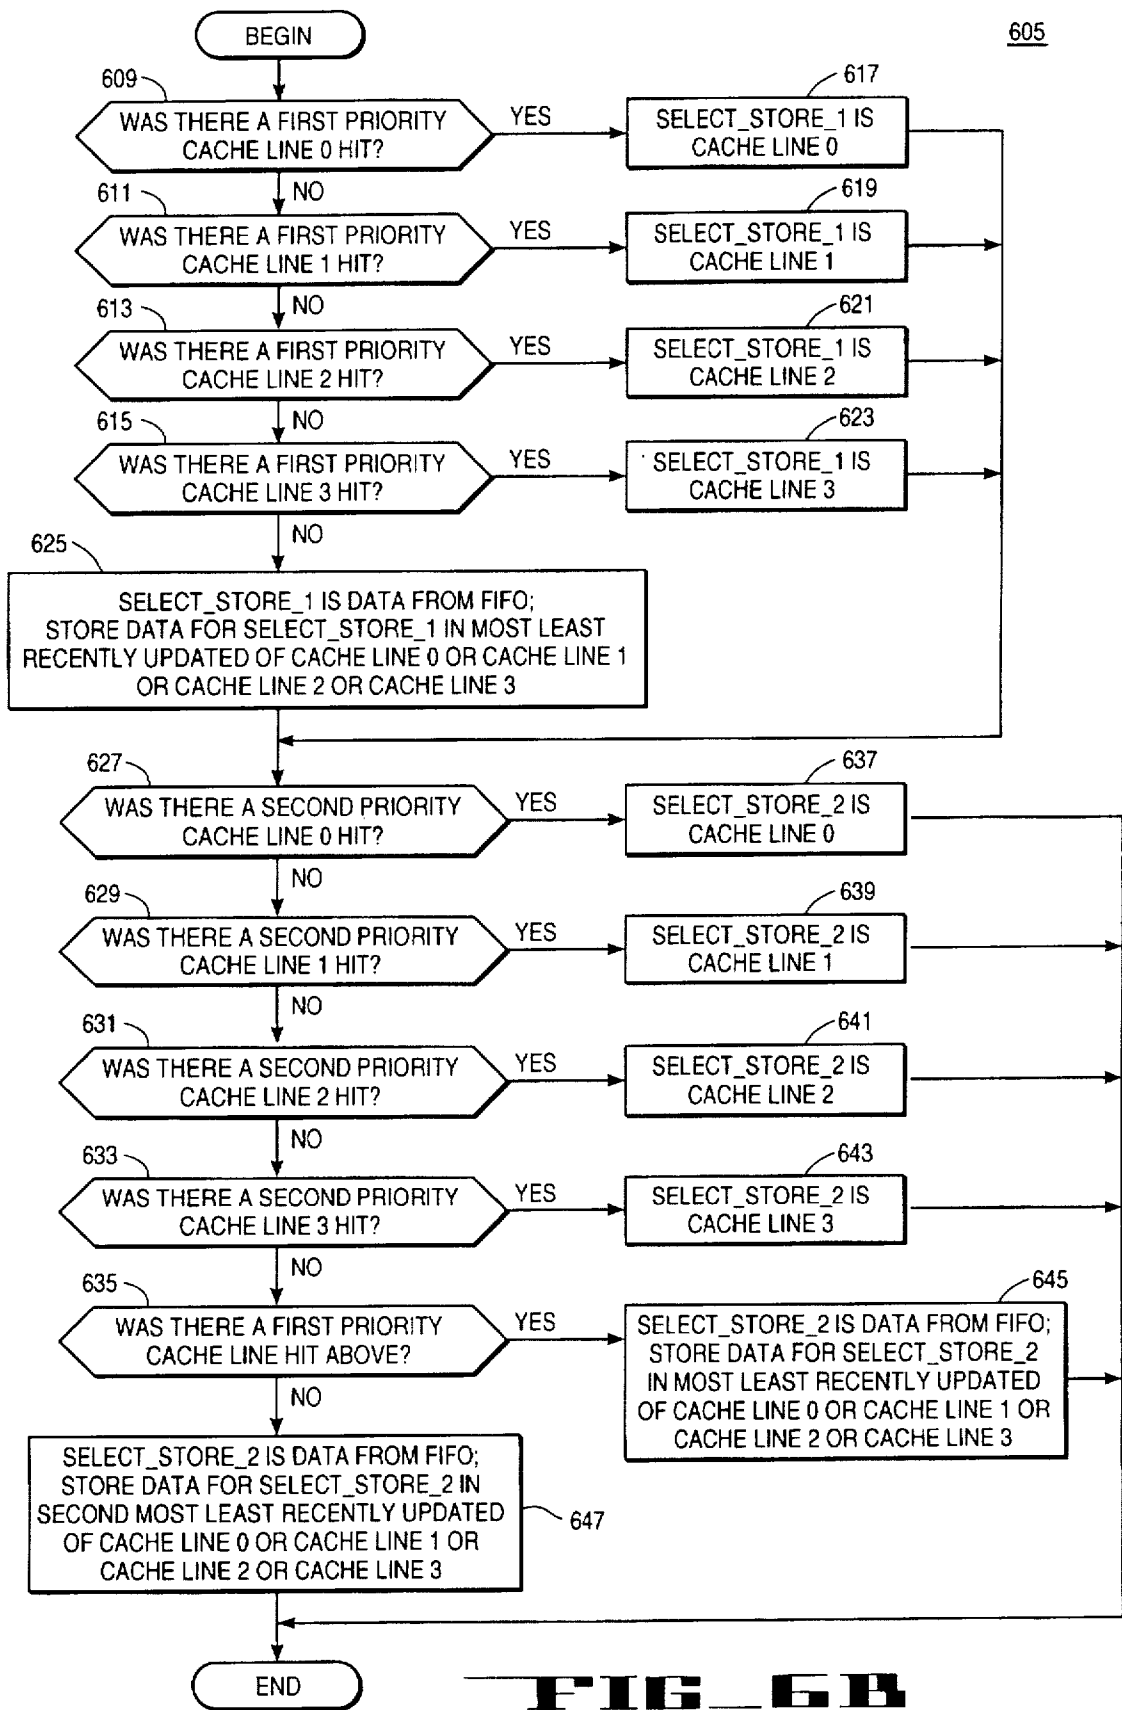 BEGIN
605
609
WAS THERE A FIRST PRIORITY
CACHE LINE 0 HIT?
YES
617
SELECT_STORE_1 IS
CACHE LINE 0
NO
611
WAS THERE A FIRST PRIORITY
CACHE LINE 1 HIT?
YES
619
SELECT_STORE_1 IS
CACHE LINE 1
NO
613
WAS THERE A FIRST PRIORITY
CACHE LINE 2 HIT?
YES
621
SELECT_STORE_1 IS
CACHE LINE 2
NO
615
WAS THERE A FIRST PRIORITY
CACHE LINE 3 HIT?
YES
623
SELECT_STORE_1 IS
CACHE LINE 3
NO
625
SELECT_STORE_1 IS DATA FROM FIFO;
STORE DATA FOR SELECT_STORE_1 IN MOST LEAST
RECENTLY UPDATED OF CACHE LINE 0 OR CACHE LINE 1
OR CACHE LINE 2 OR CACHE LINE 3
627
WAS THERE A SECOND PRIORITY
CACHE LINE 0 HIT?
YES
637
SELECT_STORE_2 IS
CACHE LINE 0
NO
629
WAS THERE A SECOND PRIORITY
CACHE LINE 1 HIT?
YES
639
SELECT_STORE_2 IS
CACHE LINE 1
NO
631
WAS THERE A SECOND PRIORITY
CACHE LINE 2 HIT?
YES
641
SELECT_STORE_2 IS
CACHE LINE 2
NO
633
WAS THERE A SECOND PRIORITY
CACHE LINE 3 HIT?
YES
643
SELECT_STORE_2 IS
CACHE LINE 3
NO
635
WAS THERE A FIRST PRIORITY
CACHE LINE HIT ABOVE?
YES
645
SELECT_STORE_2 IS DATA FROM FIFO;
STORE DATA FOR SELECT_STORE_2
IN MOST LEAST RECENTLY UPDATED
OF CACHE LINE 0 OR CACHE LINE 1 OR
CACHE LINE 2 OR CACHE LINE 3
NO
SELECT_STORE_2 IS DATA FROM FIFO;
STORE DATA FOR SELECT_STORE_2 IN
SECOND MOST LEAST RECENTLY UPDATED
OF CACHE LINE 0 OR CACHE LINE 1 OR
CACHE LINE 2 OR CACHE LINE 3
647
END
FIG_6B